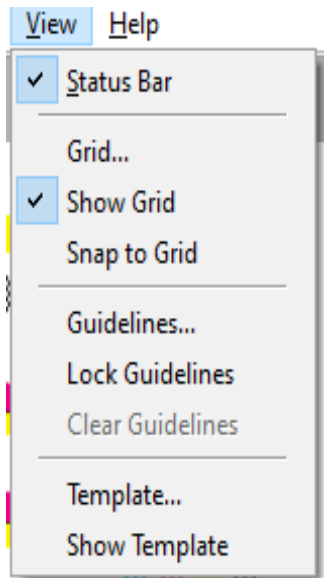 View Help
Status Bar
Grid...
Show Grid
Snap to Grid
Guidelines...
Lock Guidelines
Clear Guidelines
Template...
Show Template